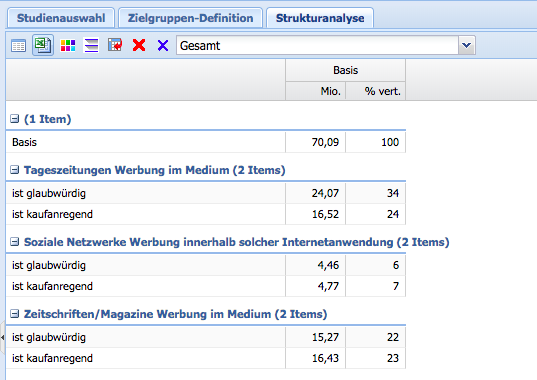 Studienauswahl Zielgruppen-Definition Strukturanalyse
Gesamt
Basis
Mio. % vert.
(1 Item)
Basis 70,09 100
Tageszeitungen Werbung im Medium (2 Items)
ist glaubwürdig 24,07 34
ist kaufanregend 16,52 24
Soziale Netzwerke Werbung innerhalb solcher Internetanwendung (2 Items)
ist glaubwürdig 4,46 6
ist kaufanregend 4,77 7
Zeitschriften/Magazine Werbung im Medium (2 Items)
ist glaubwürdig 15,27 22
ist kaufanregend 16,43 23